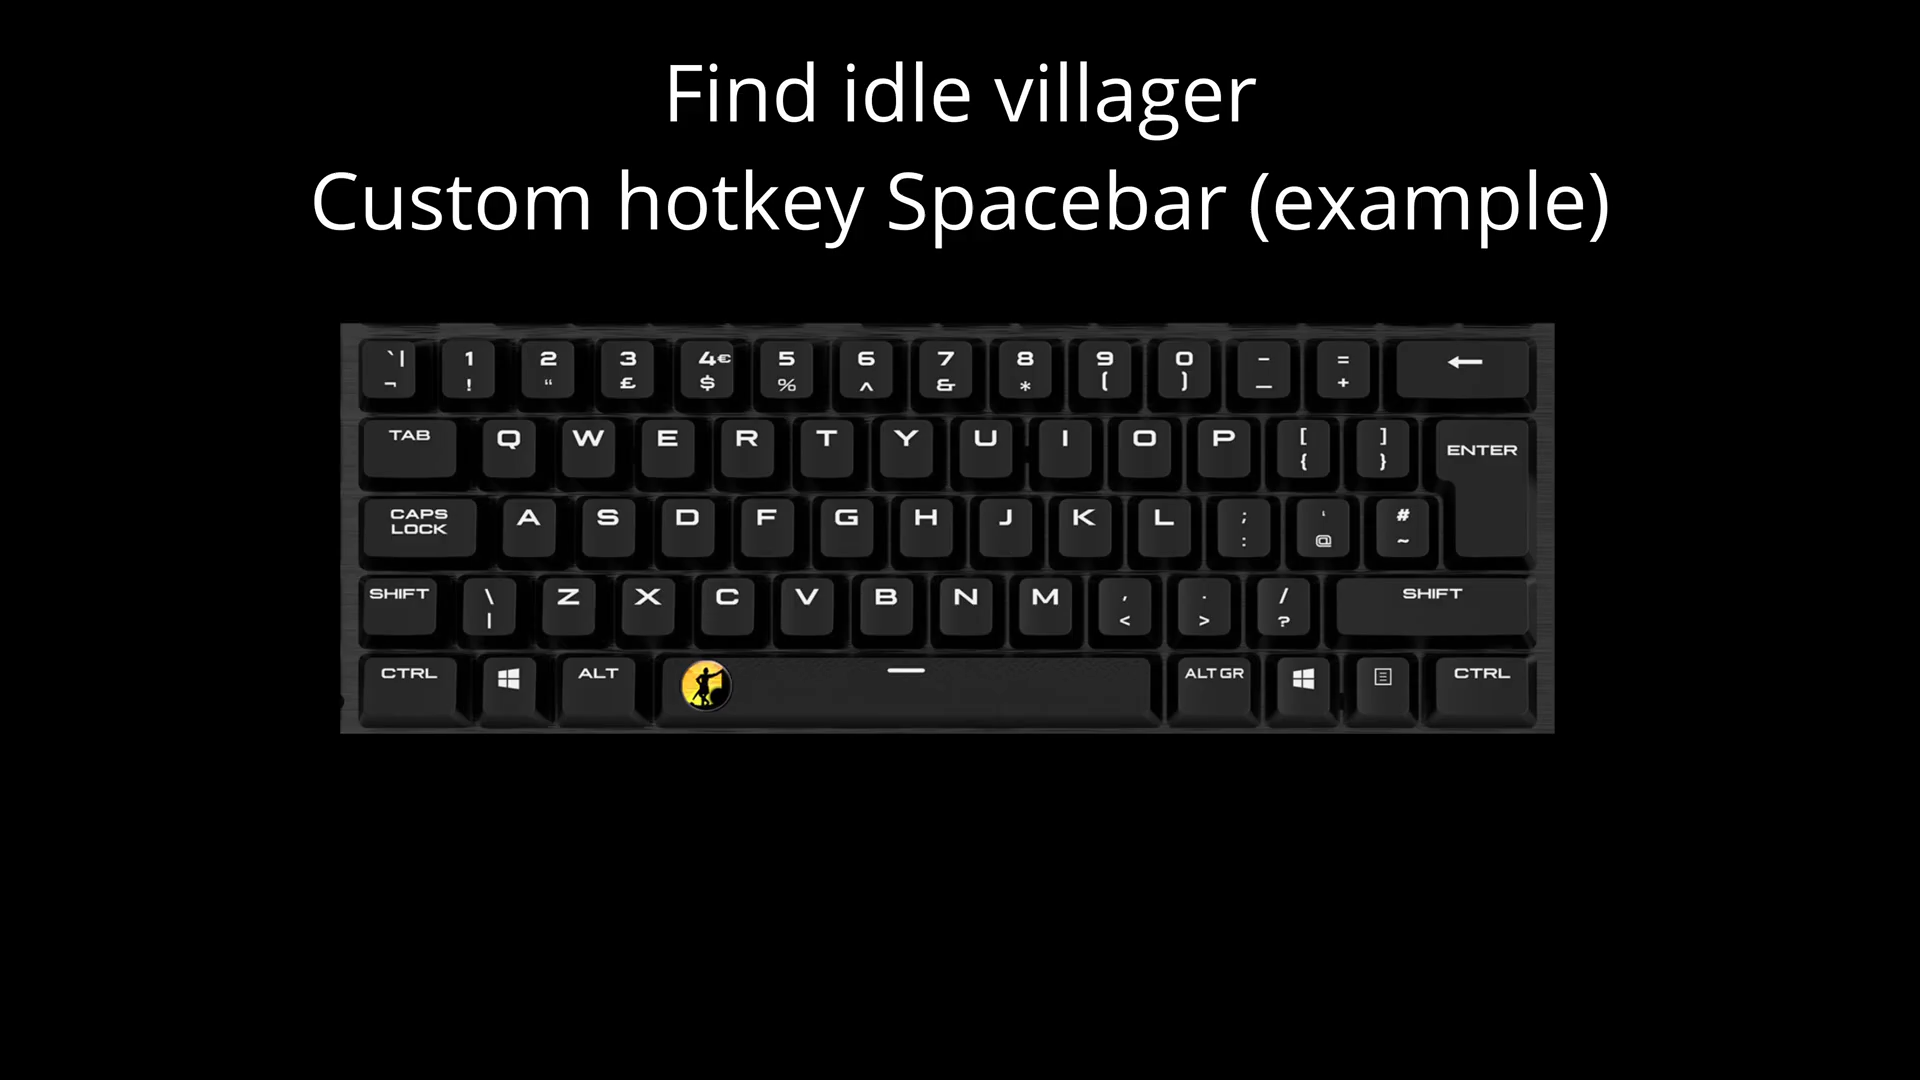 Find idle villager
Custom hotkey Spacebar (example)
` | 1 2 3 4 € 5 6 7 8 9 0 - = ←
¬ ! “ £ $ % ^ & * ( ) _ +
TAB Q W E R T Y U I O P [ ] ENTER
{ }
CAPS LOCK A S D F G H J K L ; ' #
: @ ~
SHIFT \ Z X C V B N M , . / SHIFT
| < > ?
CTRL ALT ALT GR CTRL